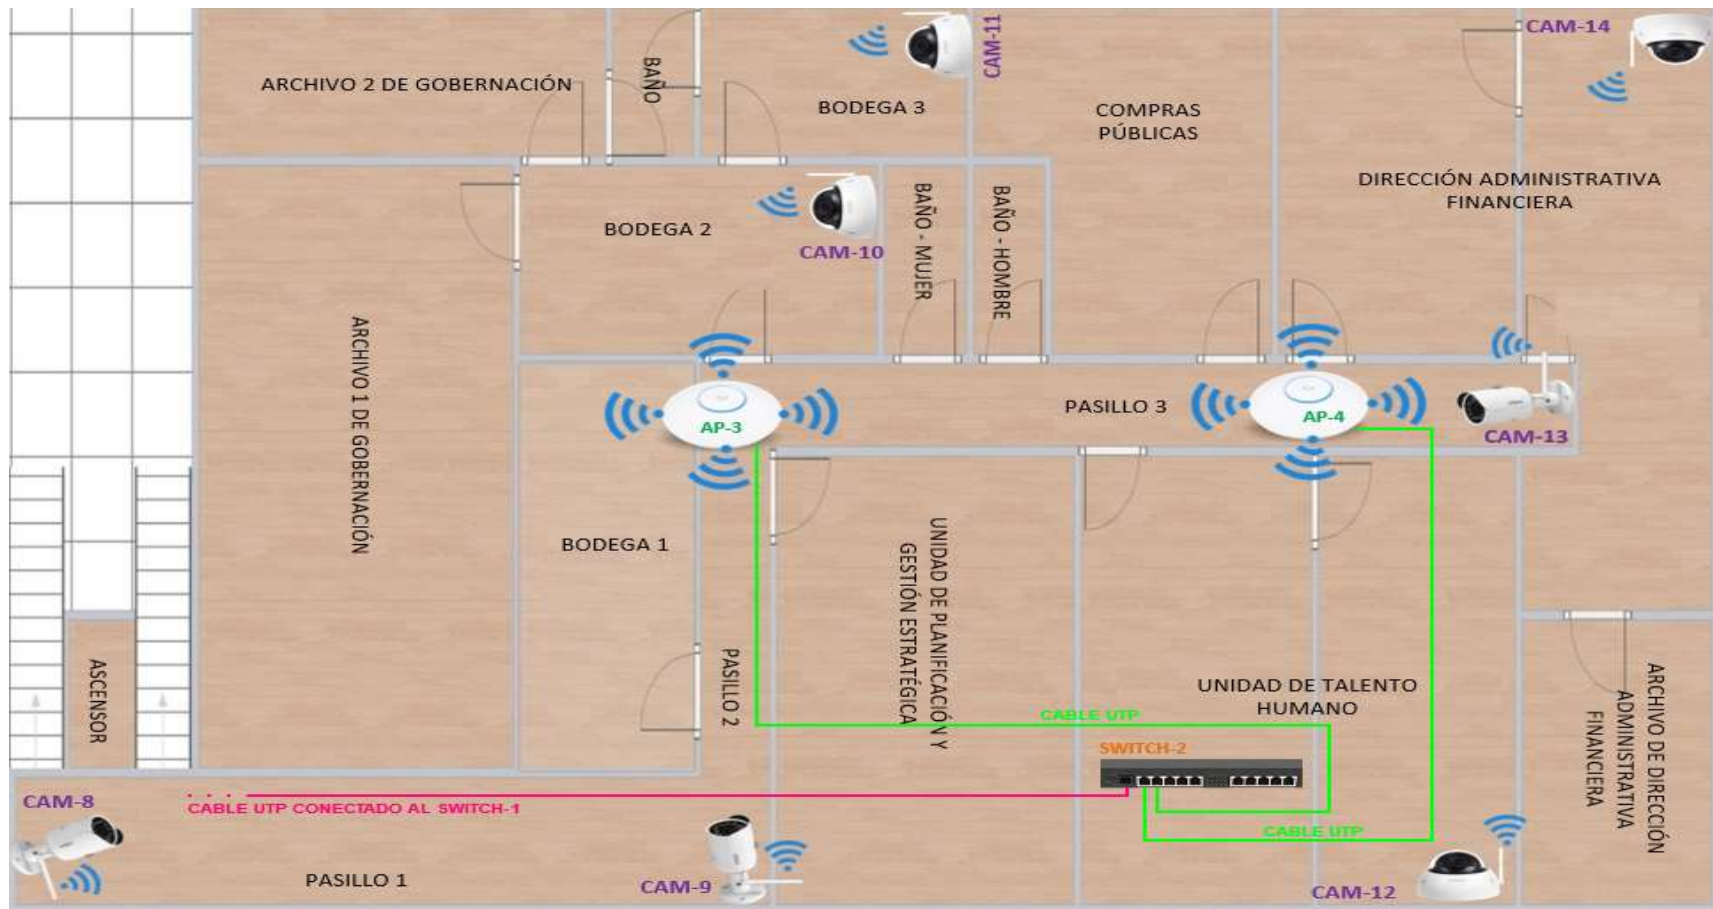 CAM-14
CAM-11
ARCHIVO 2 DE GOBERNACIÓN
BAÑO
BODEGA 3
COMPRAS
PÚBLICAS
DIRECCIÓN ADMINISTRATIVA
FINANCIERA
BODEGA 2
CAM-10
BAÑO - MUJER
BAÑO - HOMBRE
ARCHIVO 1 DE GOBERNACIÓN
AP-3
PASILLO 3
AP-4
CAM-13
BODEGA 1
UNIDAD DE PLANIFICACIÓN Y
GESTIÓN ESTRATÉGICA
ASCENSOR
PASILLO 2
UNIDAD DE TALENTO
HUMANO
CABLE UTP
SWITCH-2
ARCHIVO DE DIRECCIÓN
ADMINISTRATIVA
FINANCIERA
CAM-8
CABLE UTP CONECTADO AL SWITCH-1
CABLE UTP
PASILLO 1
CAM-9
CAM-12